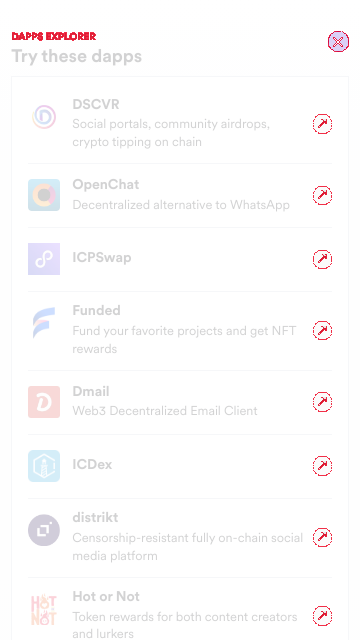 DAPPS EXPLORER
Try these dapps
DSCVR
Social portals, community airdrops,
crypto tipping on chain
OpenChat
Decentralized alternative to WhatsApp
ICPSwap
Funded
Fund your favorite projects and get NFT
rewards
Dmail
Web3 Decentralized Email Client
ICDex
distrikt
Censorship-resistant fully on-chain social
media platform
HOT
NOT
Hot or Not
Token rewards for both content creators
and lurkers